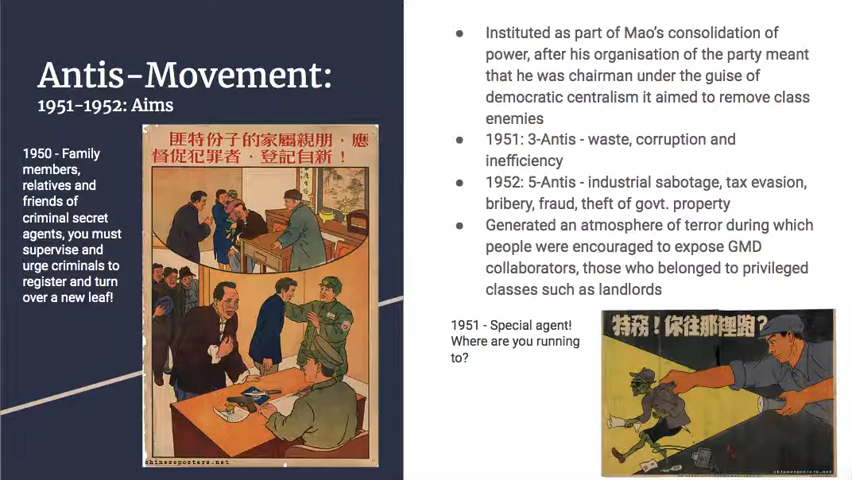 Antis-Movement:
1951-1952: Aims
1950 - Family
members,
relatives and
friends of
criminal secret
agents, you must
supervise and
urge criminals to
register and turn
over a new leaf!
匪特份子的家屬親朋，應
督促犯罪者，登記自新！
chineseposters.net
Instituted as part of Mao's consolidation of
power, after his organisation of the party meant
that he was chairman under the guise of
democratic centralism it aimed to remove class
enemies
1951: 3-Antis - waste, corruption and
inefficiency
1952: 5-Antis - industrial sabotage, tax evasion,
bribery, fraud, theft of govt. property
Generated an atmosphere of terror during which
people were encouraged to expose GMD
collaborators, those who belonged to privileged
classes such as landlords
1951 - Special agent!
Where are you running
to?
特務！你往那裡跑？
chineseposters.net